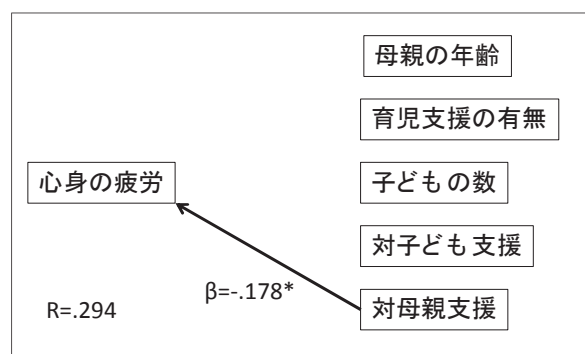 母親の年齢
育児支援の有無
心身の疲労
子どもの数
対子ども支援
β=-.178*
R=.294
対母親支援